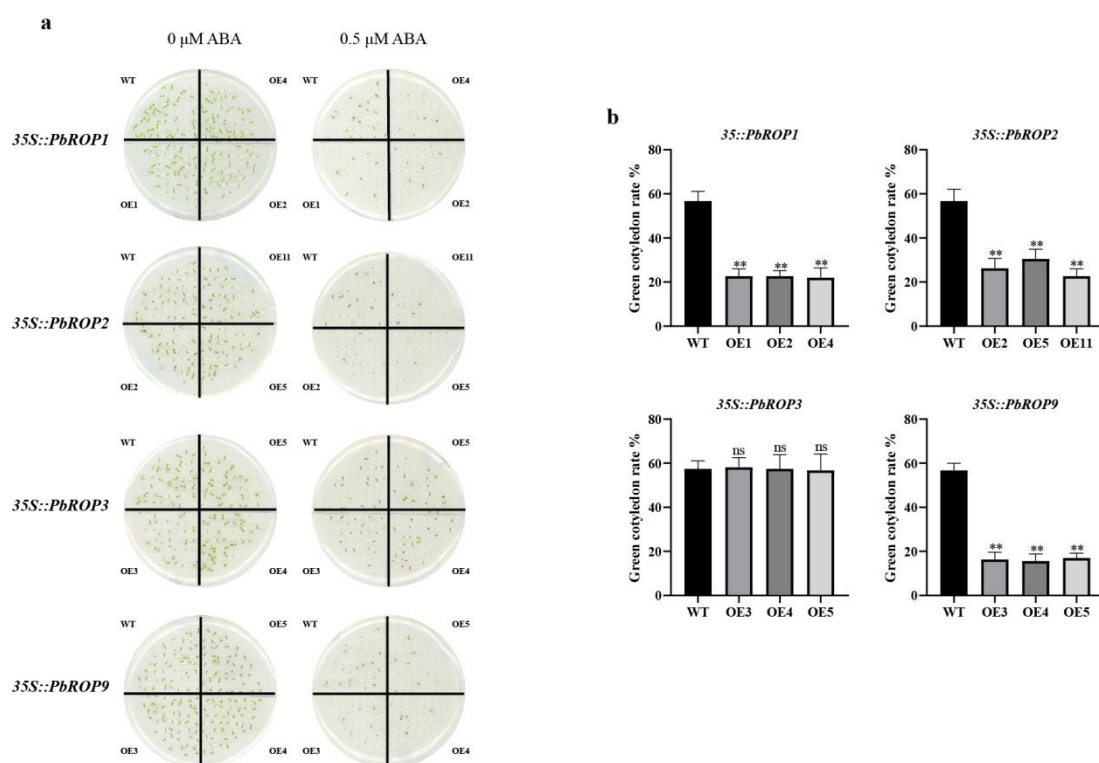 a
0 μM ABA 0.5 μM ABA
WT OE4 WT OE4
35S::PbROP1
OE1 OE2 OE1 OE2
WT OE11 WT OE11
35S::PbROP2
OE2 OE5 OE2 OE5
WT OE5 WT OE5
35S::PbROP3
OE3 OE4 OE3 OE4
WT OE5 WT OE5
35S::PbROP9
OE3 OE4 OE3 OE4
b
35::PbROP1
Green cotyledon rate %
80
60
40
20
0
** ** **
WT OE1 OE2 OE4
35S::PbROP2
Green cotyledon rate %
80
60
40
20
0
** ** **
WT OE2 OE5 OE11
35S::PbROP3
Green cotyledon rate %
80
60
40
20
0
ns ns ns
WT OE3 OE4 OE5
35S::PbROP9
Green cotyledon rate %
80
60
40
20
0
** ** **
WT OE3 OE4 OE5